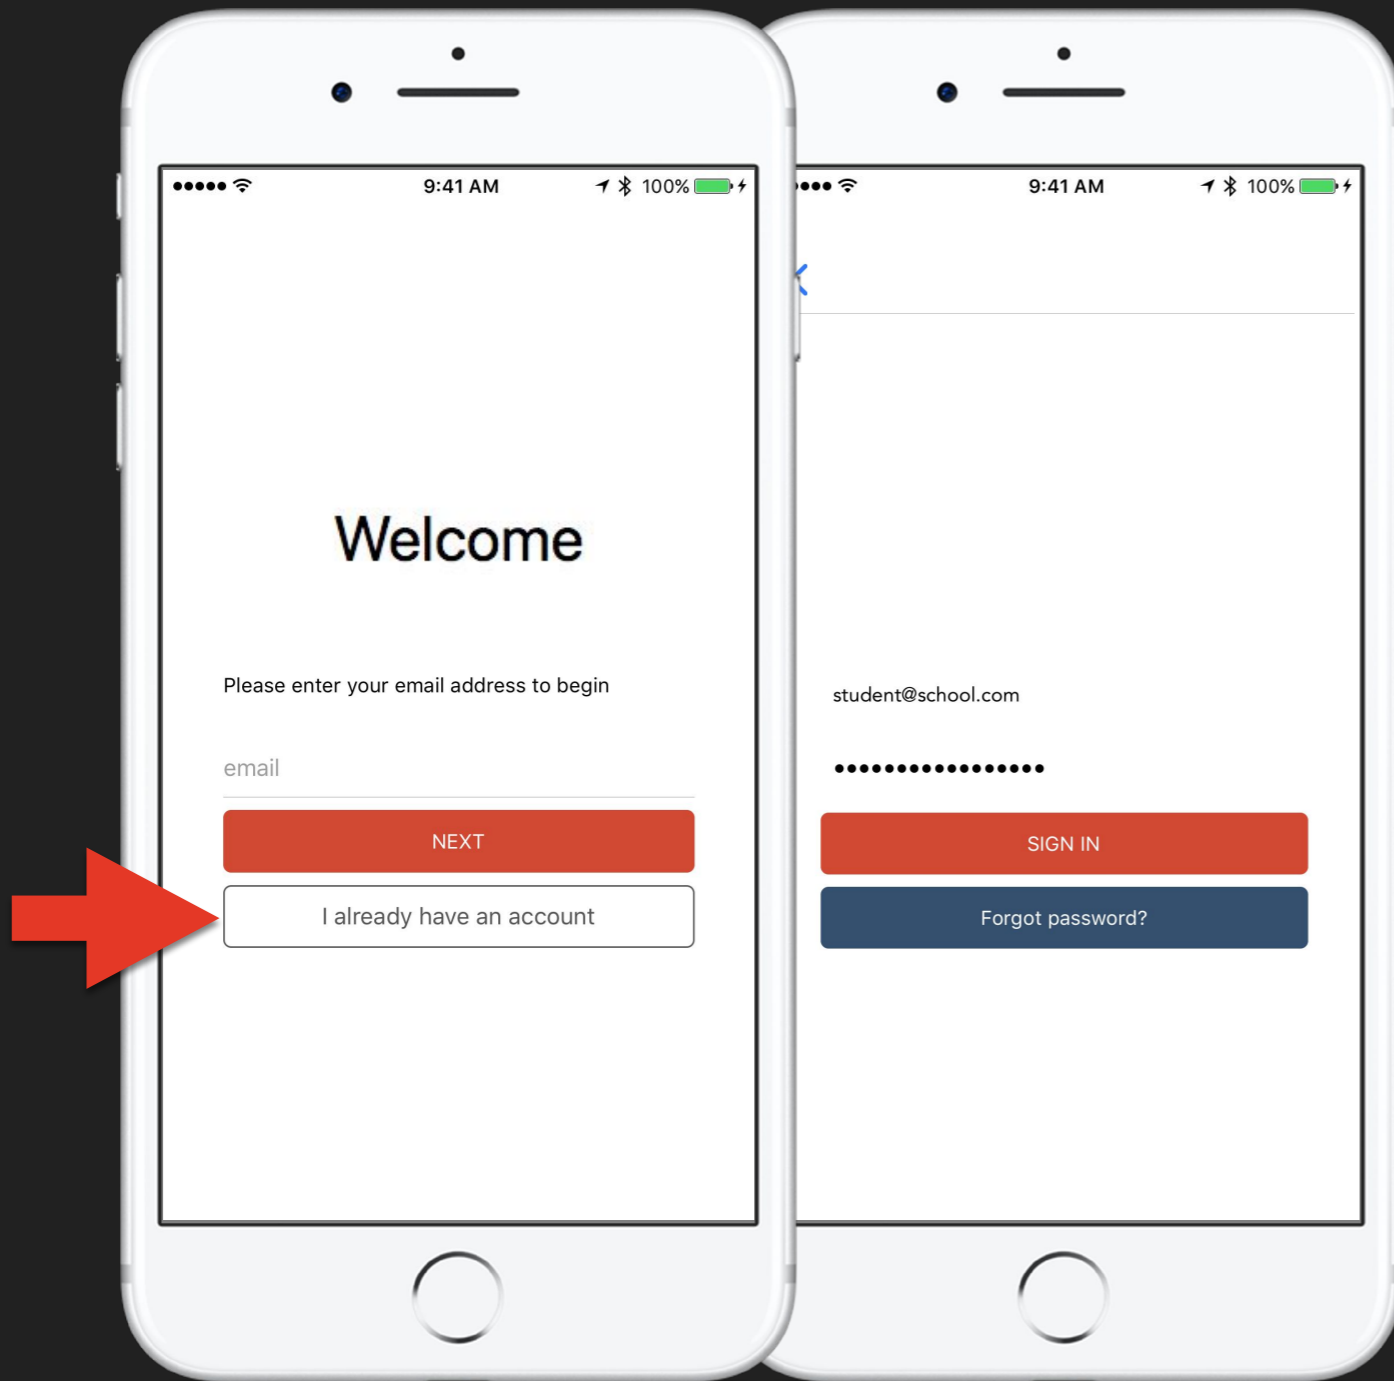 9:41 AM
100%
Welcome
Please enter your email address to begin
email
NEXT
I already have an account
9:41 AM
100%
student@school.com
•••••••••••••••••
SIGN IN
Forgot password?